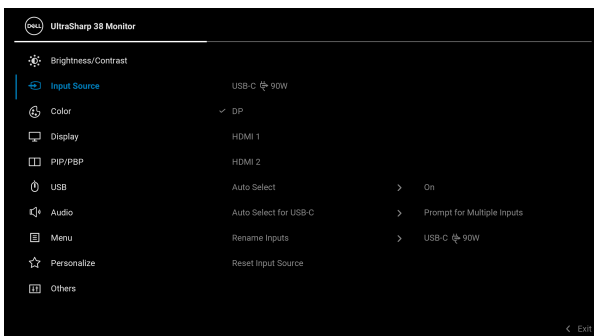 DELL UltraSharp 38 Monitor
Brightness/Contrast
Input Source USB-C 90W
Color DP
Display HDMI 1
PIP/PBP HDMI 2
USB Auto Select On
Audio Auto Select for USB-C Prompt for Multiple Inputs
Menu Rename Inputs USB-C 90W
Personalize Reset Input Source
Others
Exit